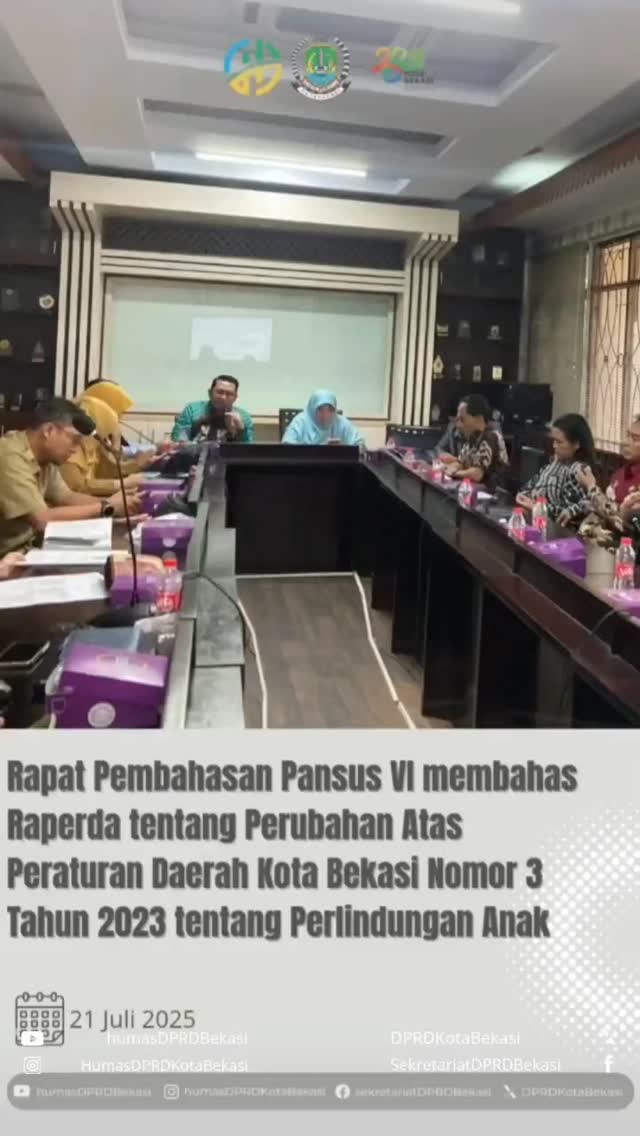 Rapat Pembahasan Pansus VI membahas
Raperda tentang Perubahan Atas
Peraturan Daerah Kota Bekasi Nomor 3
Tahun 2023 tentang Perlindungan Anak
21 Juli 2025
humasDPRDBekasi DPRDKotaBekasi
HumasDPRDKotaBekasi SekretariatDPRDBekasi
humasDPRDBekasi humasDPRDKotaBekasi sekretariatDPRDBekasi DPRDKotaBekasi